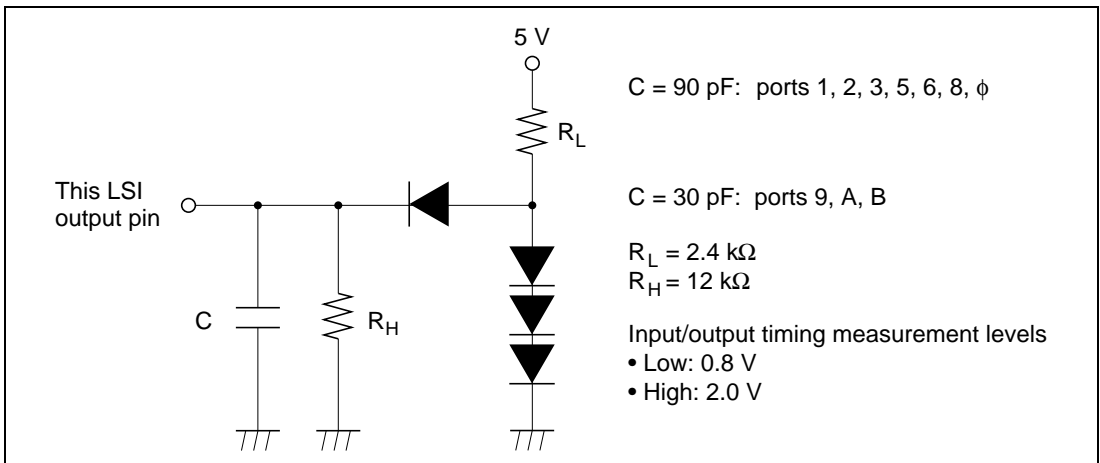 5 V
R_L
This LSI
output pin
C
R_H
C = 90 pF: ports 1, 2, 3, 5, 6, 8, ϕ
C = 30 pF: ports 9, A, B
R_L = 2.4 kΩ
R_H = 12 kΩ
Input/output timing measurement levels
• Low: 0.8 V
• High: 2.0 V